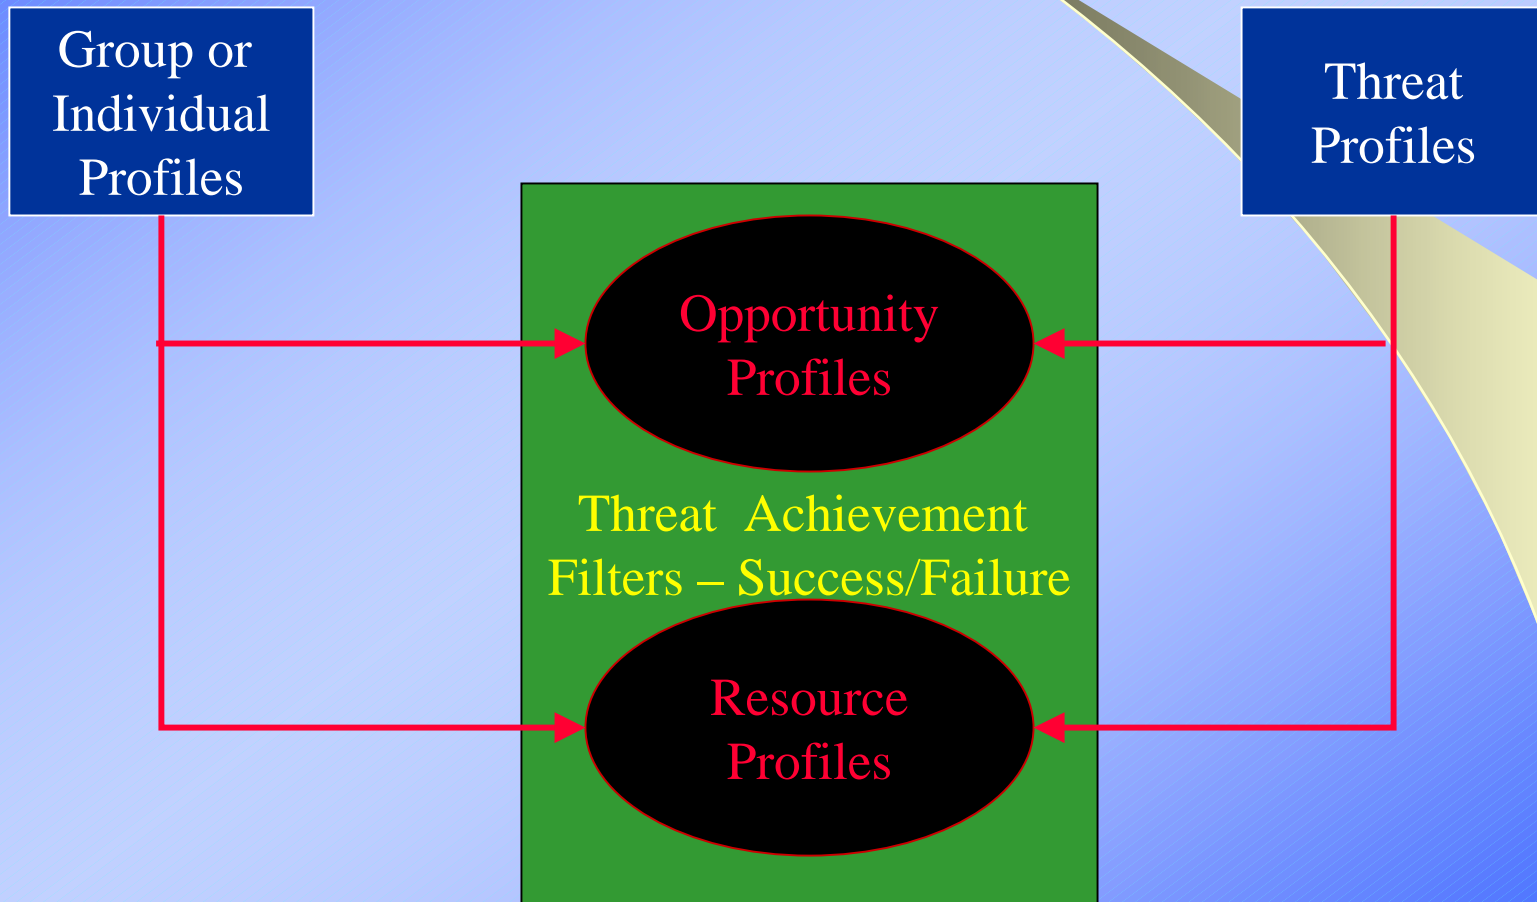 Group or
Individual
Profiles
Threat
Profiles
Opportunity
Profiles
Threat  Achievement
Filters – Success/Failure
Resource
Profiles